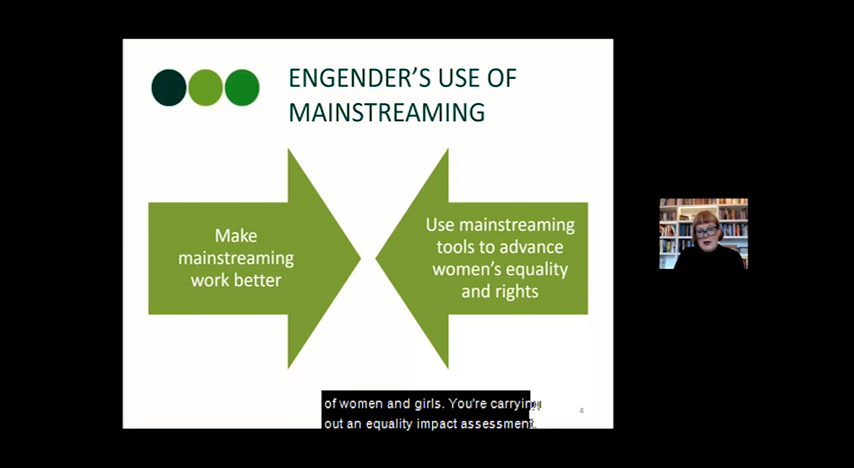 ENGENDER'S USE OF
MAINSTREAMING
Make
mainstreaming
work better
Use mainstreaming
tools to advance
women's equality
and rights
of women and girls. You're carrying
out an equality impact assessment.
4